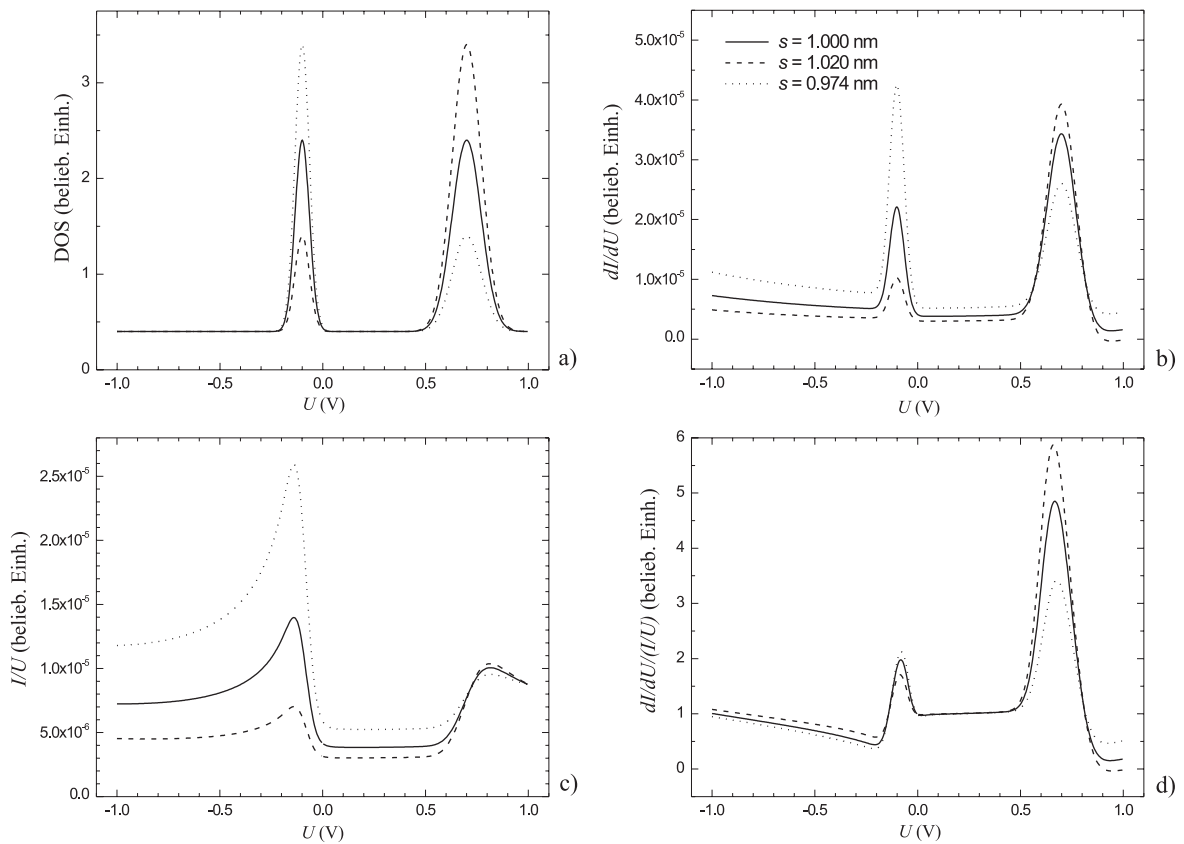 DOS (belieb. Einh.)
3
2
1
0
-1.0 -0.5 0.0 0.5 1.0
U (V)
a)
dI/dU (belieb. Einh.)
5.0x10-5
4.0x10-5
3.0x10-5
2.0x10-5
1.0x10-5
0.0
s = 1.000 nm
s = 1.020 nm
s = 0.974 nm
-1.0 -0.5 0.0 0.5 1.0
U (V)
b)
I/U (belieb. Einh.)
2.5x10-5
2.0x10-5
1.5x10-5
1.0x10-5
5.0x10-6
0.0
-1.0 -0.5 0.0 0.5 1.0
U (V)
c)
dI/dU/(I/U) (belieb. Einh.)
6
5
4
3
2
1
0
-1.0 -0.5 0.0 0.5 1.0
U (V)
d)